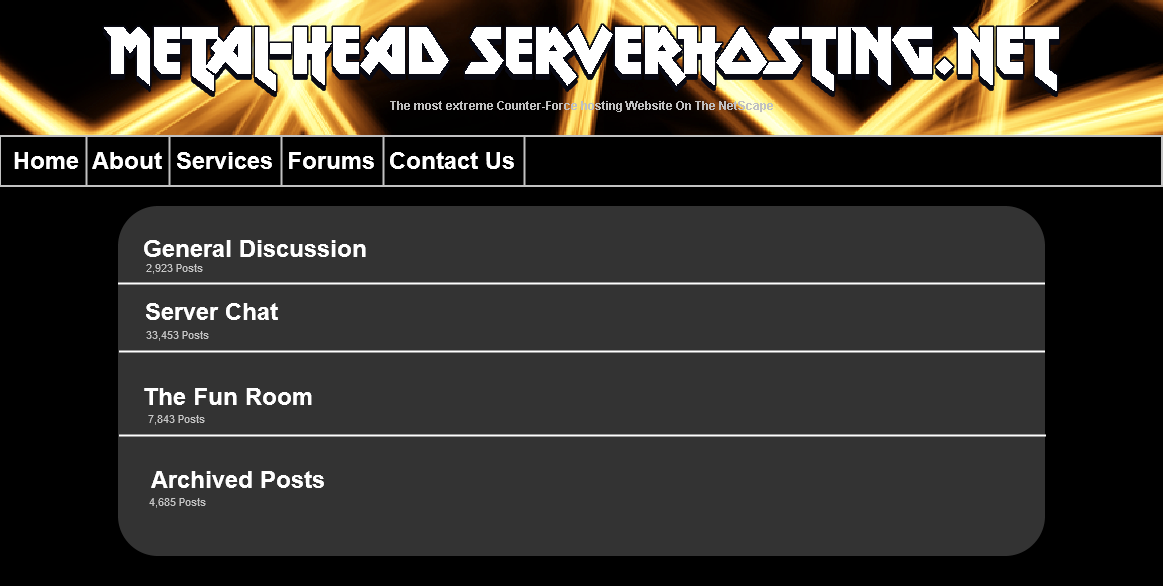 METAL-HEAD SERVERHOSTING.NET
The most extreme Counter-Force hosting Website On The NetScape
Home About Services Forums Contact Us
General Discussion
2,923 Posts
Server Chat
33,453 Posts
The Fun Room
7,843 Posts
Archived Posts
4,685 Posts